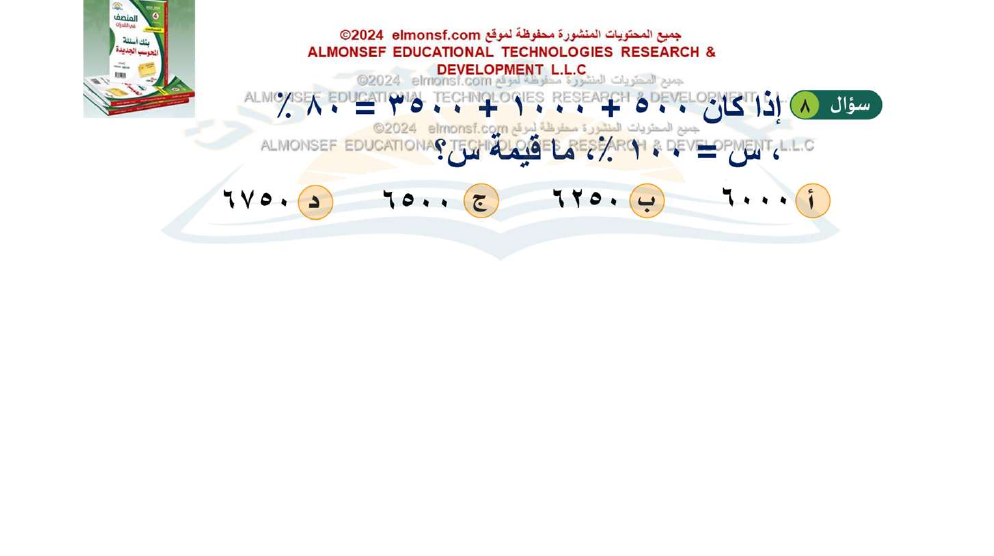 المنصف
في القدرات
بنك أسئلة
المحوسب الجديدة
جميع المحتويات المنشورة محفوظة لموقع elmonsf.com ©2024
ALMONSEF EDUCATIONAL TECHNOLOGIES RESEARCH &
DEVELOPMENT L.L.C
جميع المحتويات المنشورة محفوظة لموقع elmonsf.com ©2024
ALMONSEF EDUCATIONAL TECHNOLOGIES RESEARCH & DEVELOPMENT L.L.C
سؤال ٨ إذا كان ٥٠٠ + ١٠٠٠ + ٣٥٠٠ = ٨٠ ٪
جميع المحتويات المنشورة محفوظة لموقع elmonsf.com ©2024
ALMONSEF EDUCATIONAL TECHNOLOGIES RESEARCH & DEVELOPMENT L.L.C
، س = ١٠٠ ٪، ما قيمة س؟
أ ٦٠٠٠ ب ٦٢٥٠ ج ٦٥٠٠ د ٦٧٥٠